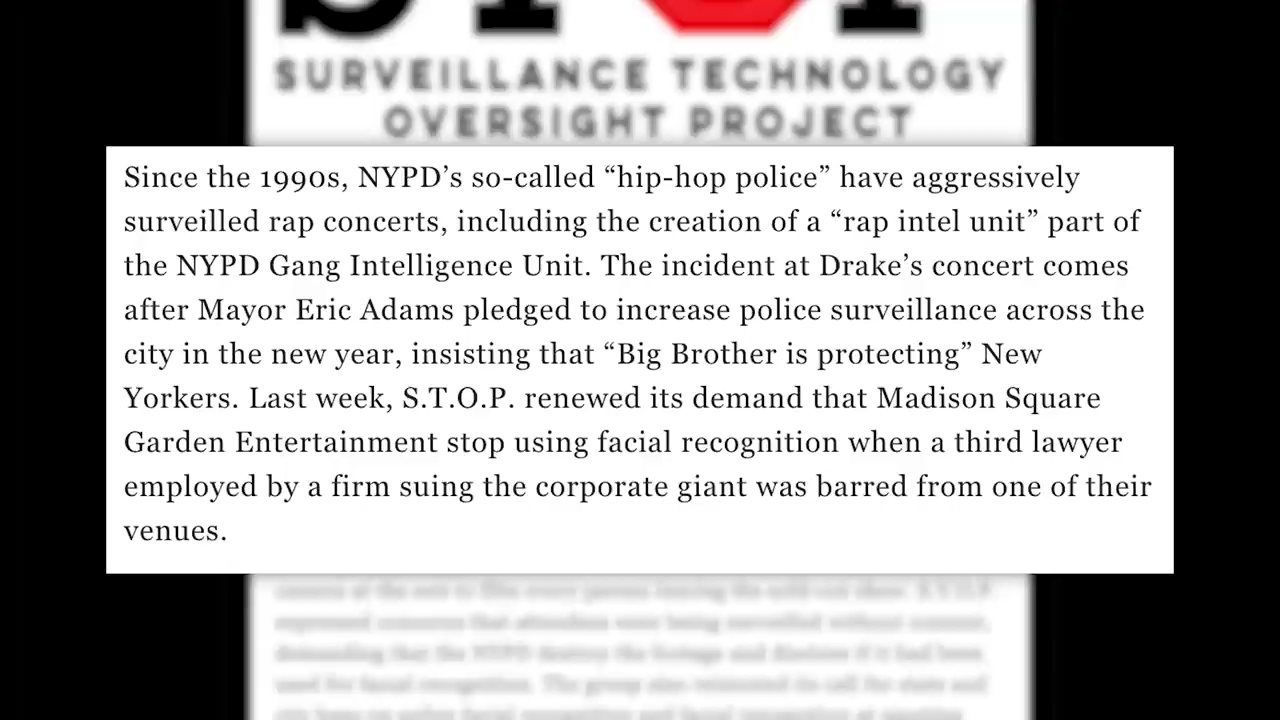 STOP
SURVEILLANCE TECHNOLOGY
OVERSIGHT PROJECT
Since the 1990s, NYPD’s so-called “hip-hop police” have aggressively
surveilled rap concerts, including the creation of a “rap intel unit” part of
the NYPD Gang Intelligence Unit. The incident at Drake’s concert comes
after Mayor Eric Adams pledged to increase police surveillance across the
city in the new year, insisting that “Big Brother is protecting” New
Yorkers. Last week, S.T.O.P. renewed its demand that Madison Square
Garden Entertainment stop using facial recognition when a third lawyer
employed by a firm suing the corporate giant was barred from one of their
venues.